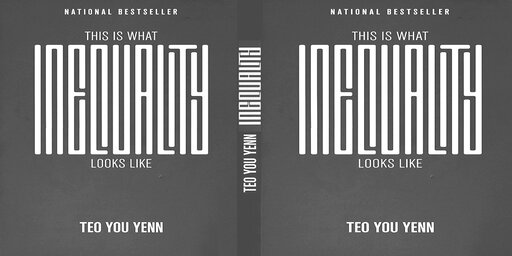 NATIONAL BESTSELLER
THIS IS WHAT
INEQUALITY
LOOKS LIKE
TEO YOU YENN
TEO YOU YENN INEQUALITY
NATIONAL BESTSELLER
THIS IS WHAT
INEQUALITY
LOOKS LIKE
TEO YOU YENN